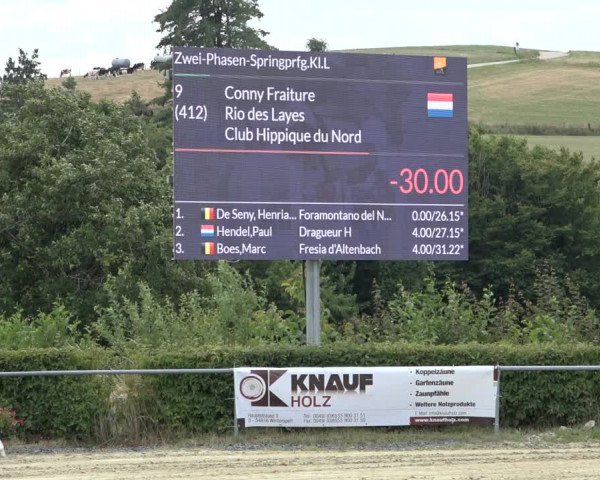 Zwei-Phasen-Springprfg.Kl.L
9 Conny Fraiture
(412) Rio des Layes
Club Hippique du Nord
-30.00
1. De Seny, Henria... Foramontano del N... 0.00/26.15*
2. Hendel,Paul Dragueur H 4.00/27.15*
3. Boes,Marc Fresia d'Altenbach 4.00/31.22*
KNAUF
HOLZ
- Koppelzäune
- Gartenzäune
- Zaunpfähle
- Weitere Holzprodukte
www.knaufholz.com